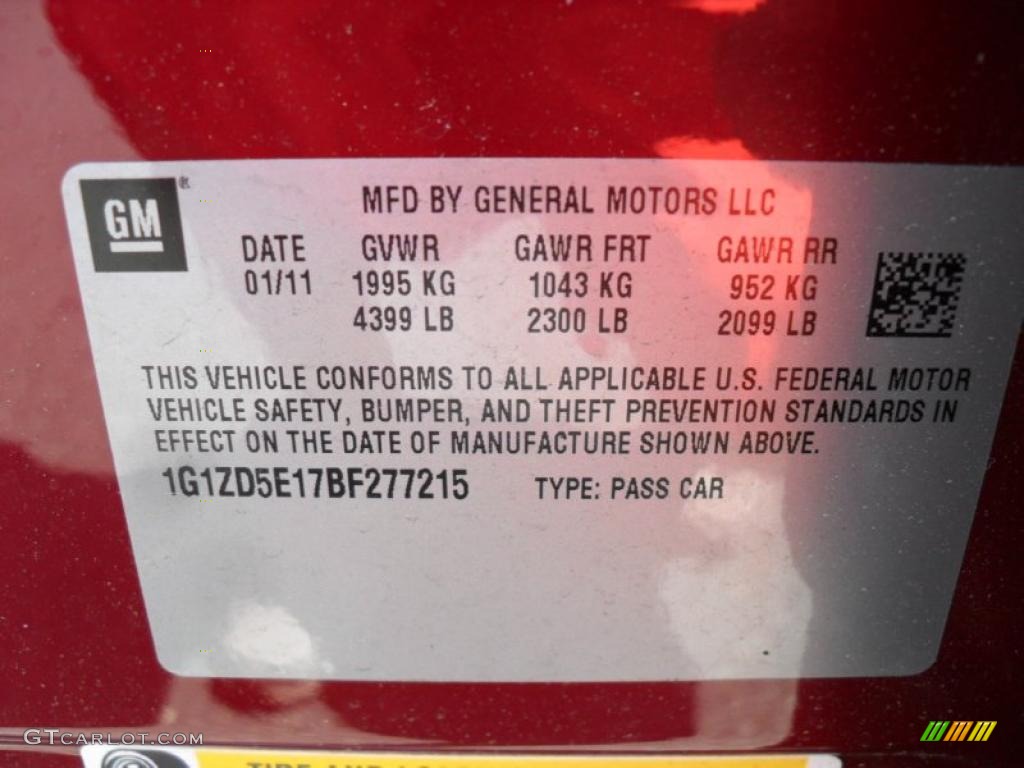 GM ®
MFD BY GENERAL MOTORS LLC
DATE GVWR GAWR FRT GAWR RR
01/11 1995 KG 1043 KG 952 KG
4399 LB 2300 LB 2099 LB
THIS VEHICLE CONFORMS TO ALL APPLICABLE U.S. FEDERAL MOTOR
VEHICLE SAFETY, BUMPER, AND THEFT PREVENTION STANDARDS IN
EFFECT ON THE DATE OF MANUFACTURE SHOWN ABOVE.
1G1ZD5E17BF277215 TYPE: PASS CAR
GTCARLOT.COM
TIRE AND